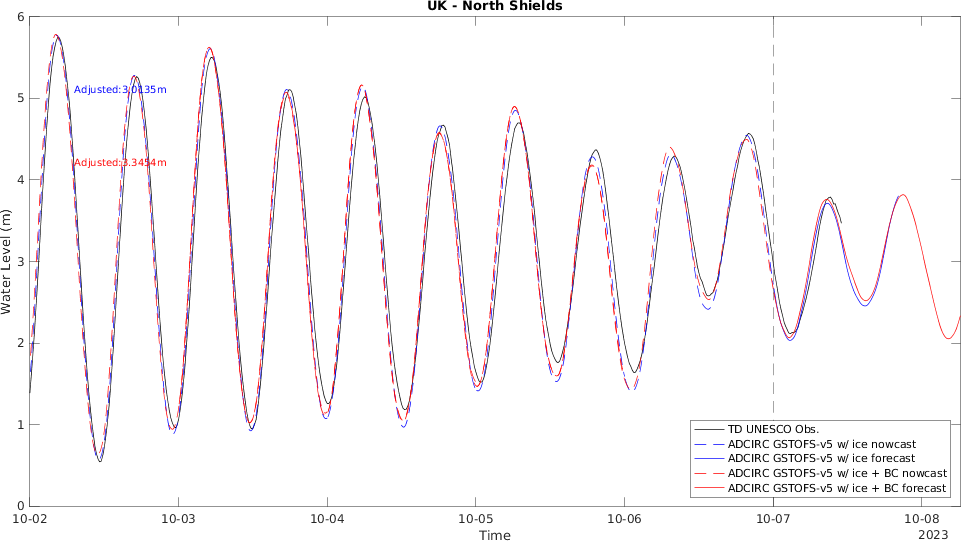 UK - North Shields
6
5
4
3
2
1
0
Water Level (m)
Adjusted:3.0135m
Adjusted:3.3454m
TD UNESCO Obs.
ADCIRC GSTOFS-v5 w/ ice nowcast
ADCIRC GSTOFS-v5 w/ ice forecast
ADCIRC GSTOFS-v5 w/ ice + BC nowcast
ADCIRC GSTOFS-v5 w/ ice + BC forecast
10-02 10-03 10-04 10-05 10-06 10-07 10-08
Time 2023